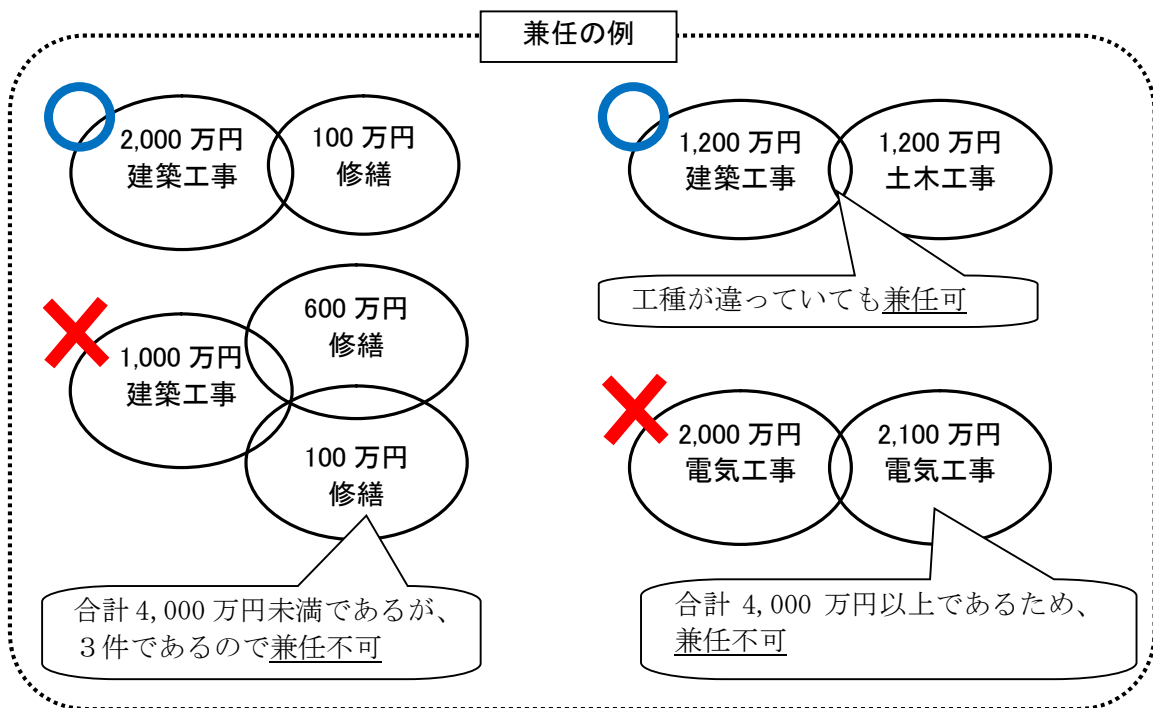 兼任の例
2,000 万円
建築工事
100 万円
修繕
1,200 万円
建築工事
1,200 万円
土木工事
工種が違っていても兼任可
1,000 万円
建築工事
600 万円
修繕
100 万円
修繕
合計 4,000 万円未満であるが、
３件であるので兼任不可
2,000 万円
電気工事
2,100 万円
電気工事
合計 4,000 万円以上であるため、
兼任不可